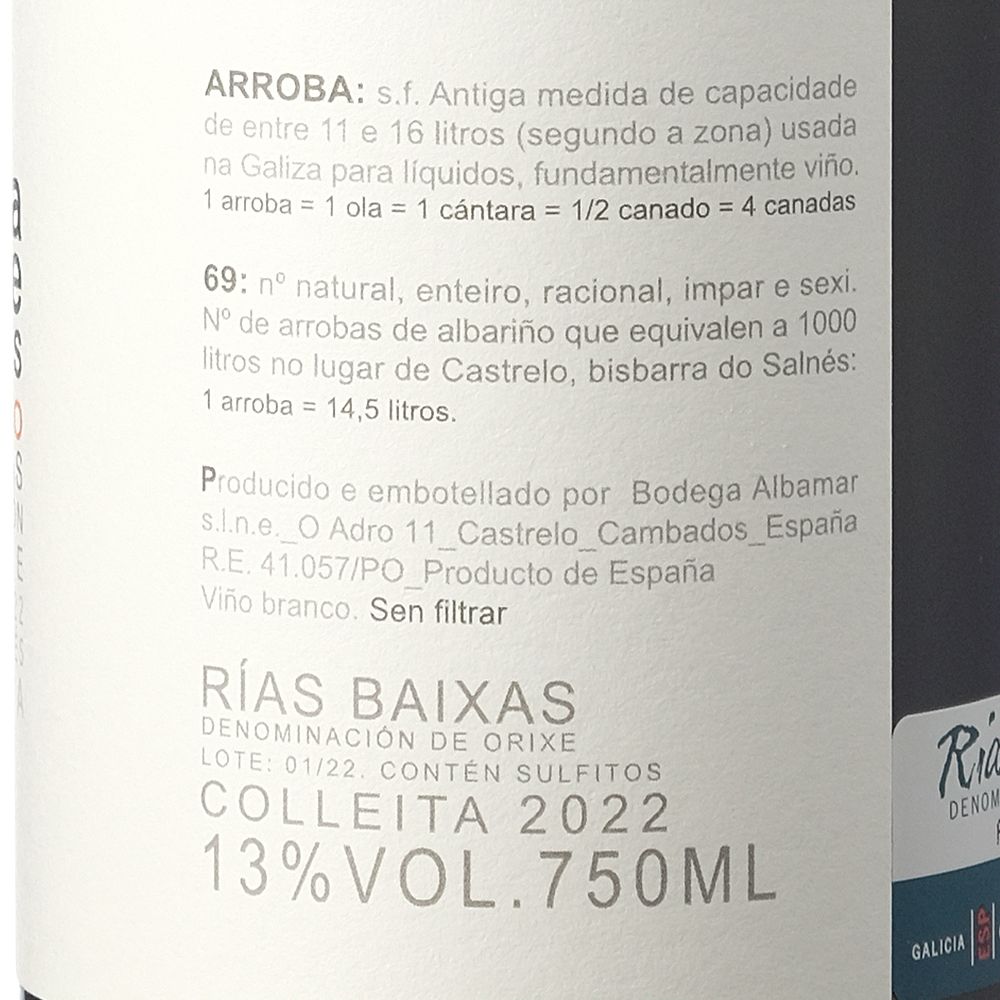 ARROBA: s.f. Antiga medida de capacidade
de entre 11 e 16 litros (segundo a zona) usada
na Galiza para líquidos, fundamentalmente viño.
1 arroba = 1 ola = 1 cántara = 1/2 canado = 4 canadas
69: nº natural, enteiro, racional, impar e sexi.
Nº de arrobas de albariño que equivalen a 1000
litros no lugar de Castrelo, bisbarra do Salnés:
1 arroba = 14,5 litros.
Producido e embotellado por Bodega Albamar
s.l.n.e._O Adro 11_Castrelo_Cambados_España
R.E. 41.057/PO_Producto de España
Viño branco. Sen filtrar
RÍAS BAIXAS
DENOMINACIÓN DE ORIXE
LOTE: 01/22. CONTÉN SULFITOS
COLLEITA 2022
13%VOL.750ML
GALICIA
ESP